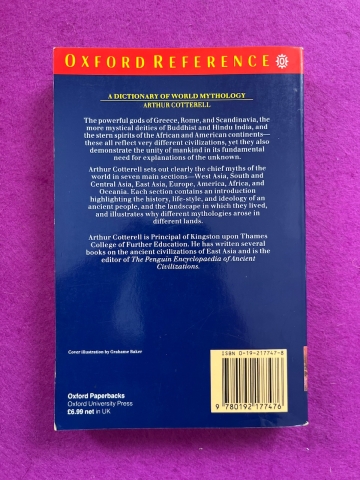 OXFORD REFERENCE
A DICTIONARY OF WORLD MYTHOLOGY
ARTHUR COTTERELL
The powerful gods of Greece, Rome, and Scandinavia, the
more mystical deities of Buddhist and Hindu India, and
the stern spirits of the African and American continents—
these all reflect very different civilizations, yet they also
demonstrate the unity of mankind in its fundamental
need for explanations of the unknown.
Arthur Cotterell sets out clearly the chief myths of the
world in seven main sections—West Asia, South and
Central Asia, East Asia, Europe, America, Africa, and
Oceania. Each section contains an introduction
highlighting the history, life-style, and ideology of an
ancient people, and the landscape in which they lived,
and illustrates why different mythologies arose in
different lands.
Arthur Cotterell is Principal of Kingston upon Thames
College of Further Education. He has written several
books on the ancient civilizations of East Asia and is the
editor of The Penguin Encyclopaedia of Ancient
Civilizations.
Cover illustration by Grahame Baker
ISBN 0-19-217747-8
9 780192 177476
Oxford Paperbacks
Oxford University Press
£6.99 net in UK